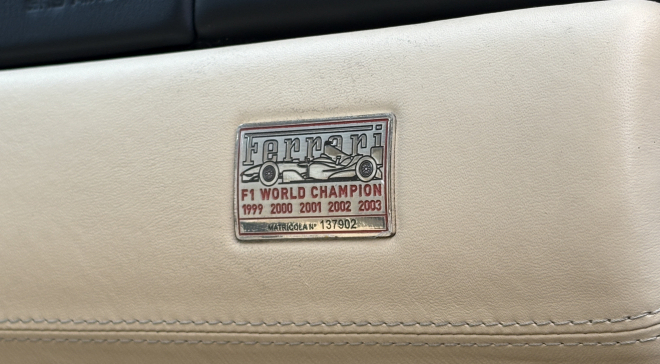 Ferrari
F1 WORLD CHAMPION
1999 2000 2001 2002 2003
MATRICOLA N° 137902